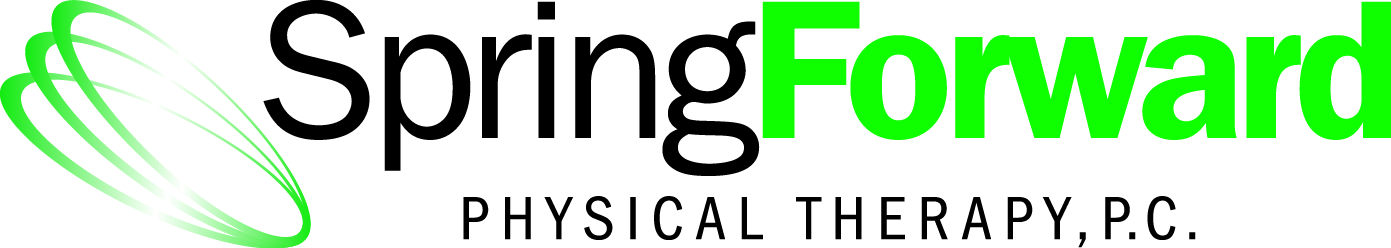 SpringForward
PHYSICAL THERAPY, P.C.